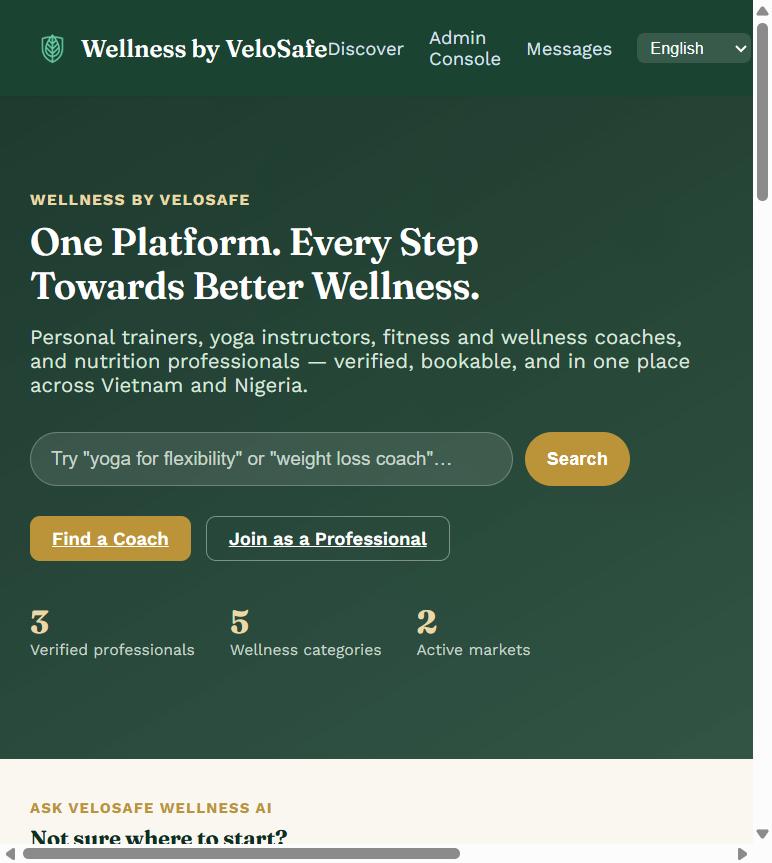 Wellness by VeloSafe
Discover
Admin
Console
Messages
English
WELLNESS BY VELOSAFE
One Platform. Every Step
Towards Better Wellness.
Personal trainers, yoga instructors, fitness and wellness coaches,
and nutrition professionals — verified, bookable, and in one place
across Vietnam and Nigeria.
Try "yoga for flexibility" or "weight loss coach"...
Search
Find a Coach
Join as a Professional
3
Verified professionals
5
Wellness categories
2
Active markets
ASK VELOSAFE WELLNESS AI
Not sure where to start?